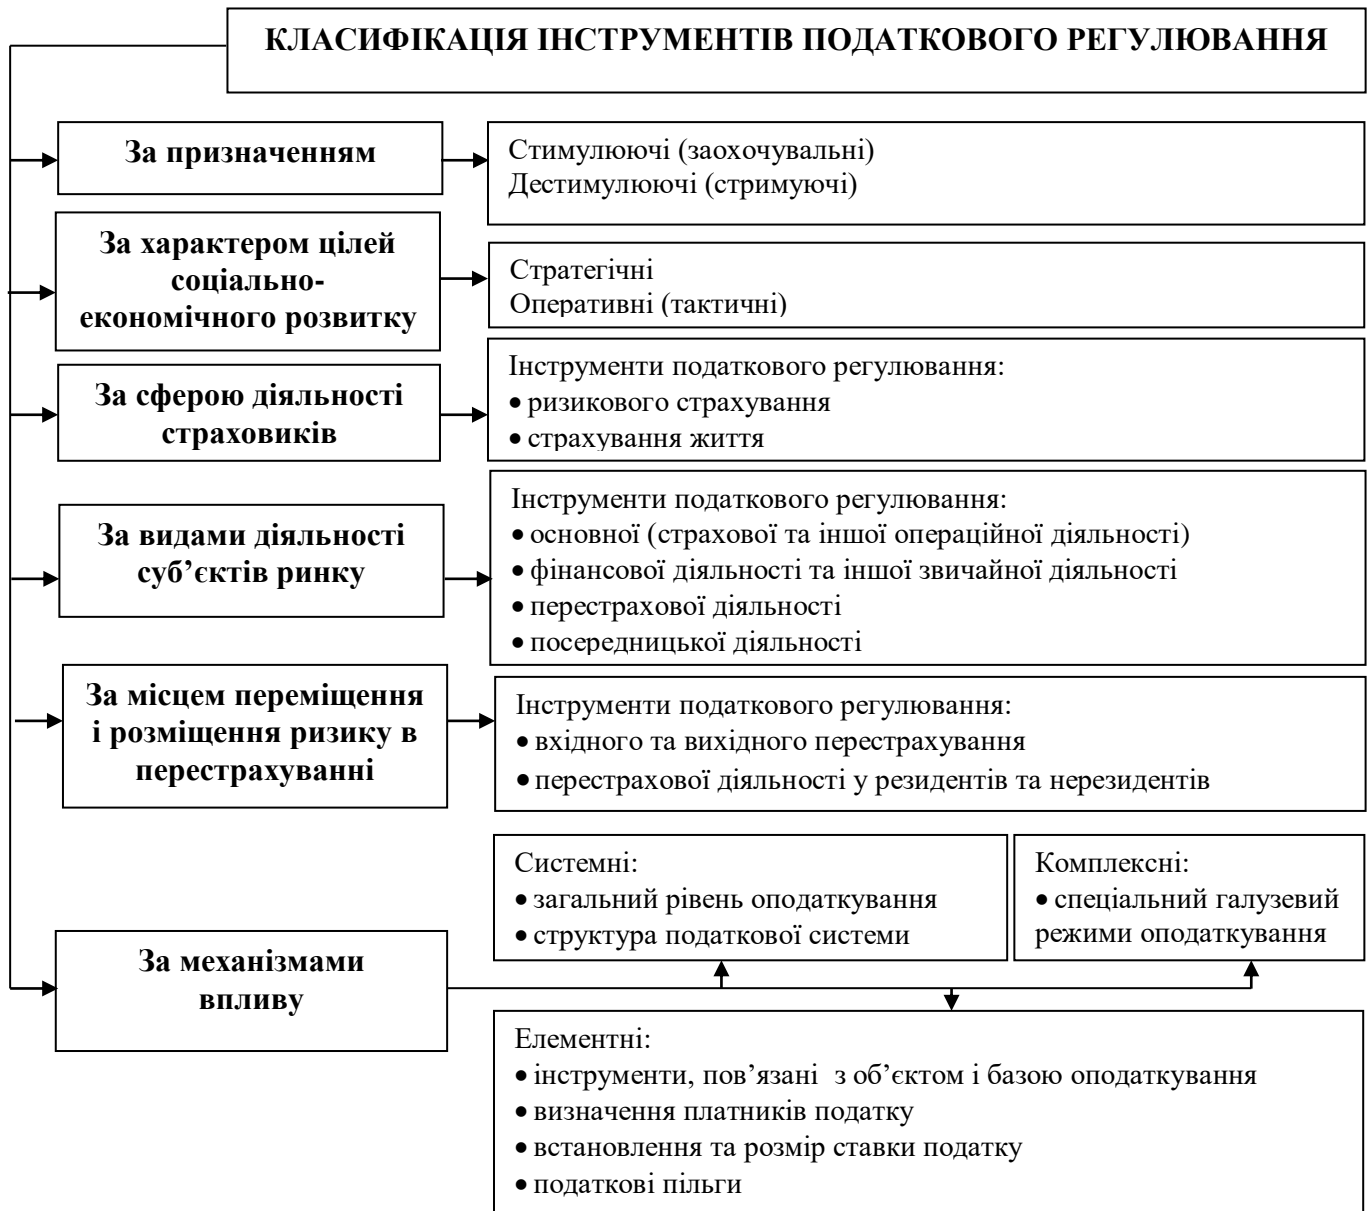 КЛАСИФІКАЦІЯ ІНСТРУМЕНТІВ ПОДАТКОВОГО РЕГУЛЮВАННЯ
За призначенням
Стимулюючі (заохочувальні)
Дестимулюючі (стримуючі)
За характером цілей
соціально-
економічного розвитку
Стратегічні
Оперативні (тактичні)
За сферою діяльності
страховиків
Інструменти податкового регулювання:
• ризикового страхування
• страхування життя
За видами діяльності
суб’єктів ринку
Інструменти податкового регулювання:
• основної (страхової та іншої операційної діяльності)
• фінансової діяльності та іншої звичайної діяльності
• перестрахової діяльності
• посередницької діяльності
За місцем переміщення
і розміщення ризику в
перестрахуванні
Інструменти податкового регулювання:
• вхідного та вихідного перестрахування
• перестрахової діяльності у резидентів та нерезидентів
За механізмами
впливу
Системні:
• загальний рівень оподаткування
• структура податкової системи
Комплексні:
• спеціальний галузевий
режими оподаткування
Елементні:
• інструменти, пов’язані з об’єктом і базою оподаткування
• визначення платників податку
• встановлення та розмір ставки податку
• податкові пільги